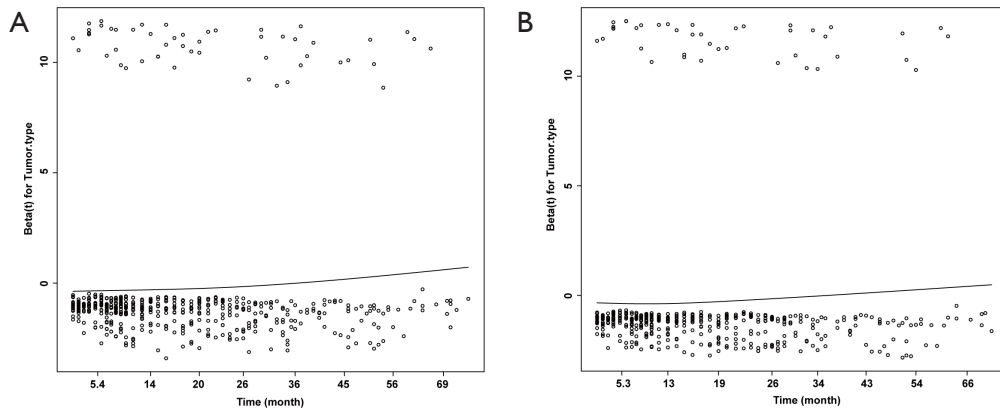 A
Beta(t) for Tumor.type
10
5
0
5.4 14 20 26 36 45 56 69
Time (month)
B
Beta(t) for Tumor.type
10
5
0
5.3 13 19 26 34 43 54 66
Time (month)